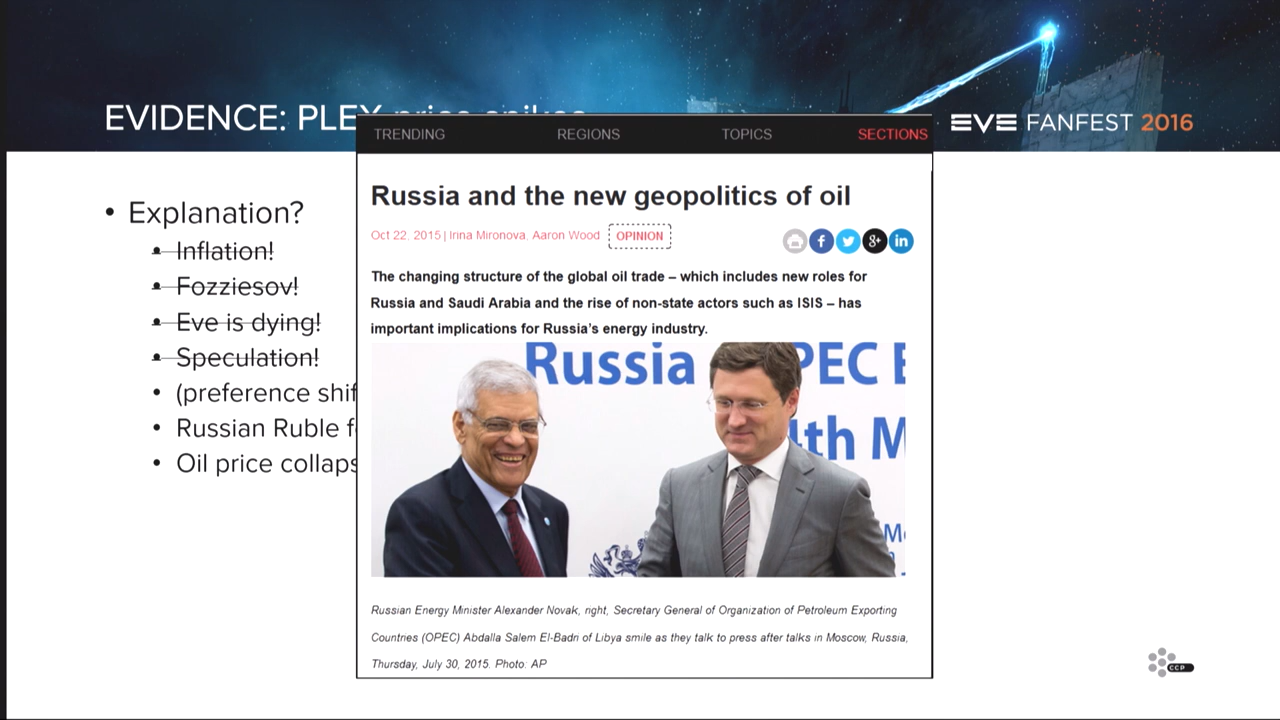 EVIDENCE: PLEX price spikes
EVE FANFEST 2016
• Explanation?
• Inflation!
• Fozziesov!
• Eve is dying!
• Speculation!
• (preference shif
• Russian Ruble f
• Oil price collaps
TRENDING REGIONS TOPICS SECTIONS
Russia and the new geopolitics of oil
Oct 22, 2015 | Irina Mironova, Aaron Wood OPINION
f g+ in
The changing structure of the global oil trade – which includes new roles for
Russia and Saudi Arabia and the rise of non-state actors such as ISIS – has
important implications for Russia's energy industry.
Russia PEC E
4th M
Russian Energy Minister Alexander Novak, right, Secretary General of Organization of Petroleum Exporting
Countries (OPEC) Abdalla Salem El-Badri of Libya smile as they talk to press after talks in Moscow, Russia,
Thursday, July 30, 2015. Photo: AP
CCP